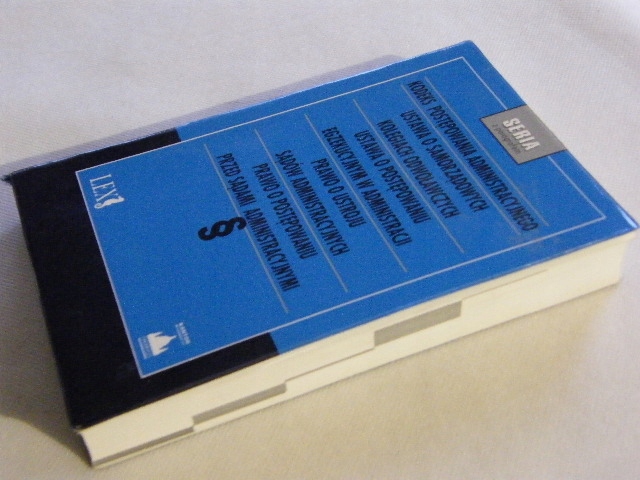 SERIA
KODEKS POSTĘPOWANIA ADMINISTRACYJNEGO
USTAWA O SAMORZĄDOWYCH
KOLEGIACH ODWOŁAWCZYCH
USTAWA O POSTĘPOWANIU
EGZEKUCYJNYM W ADMINISTRACJI
PRAWO O USTROJU
SĄDÓW ADMINISTRACYJNYCH
PRAWO O POSTĘPOWANIU
PRZED SĄDAMI ADMINISTRACYJNYMI
§
LEX